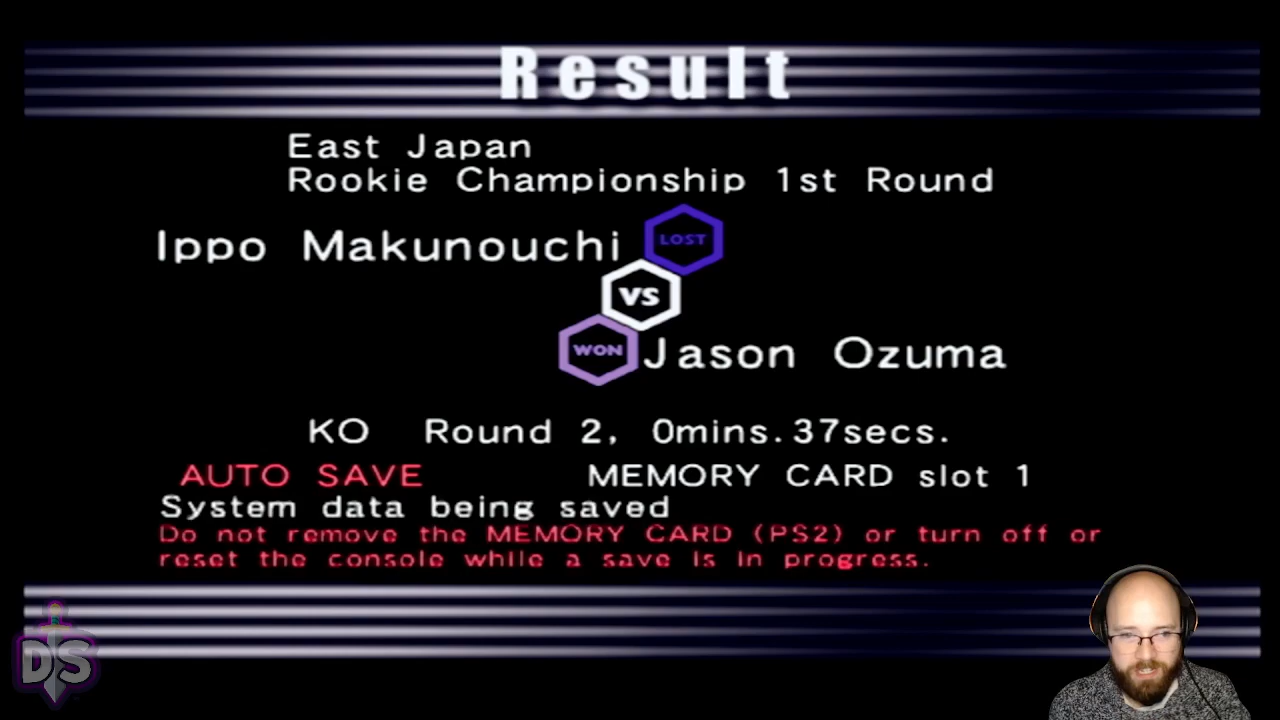 Result
East Japan
Rookie Championship 1st Round
Ippo Makunouchi LOST
VS
WON Jason Ozuma
KO Round 2, 0mins.37secs.
AUTO SAVE MEMORY CARD slot 1
System data being saved
Do not remove the MEMORY CARD (PS2) or turn off or
reset the console while a save is in progress.
DS